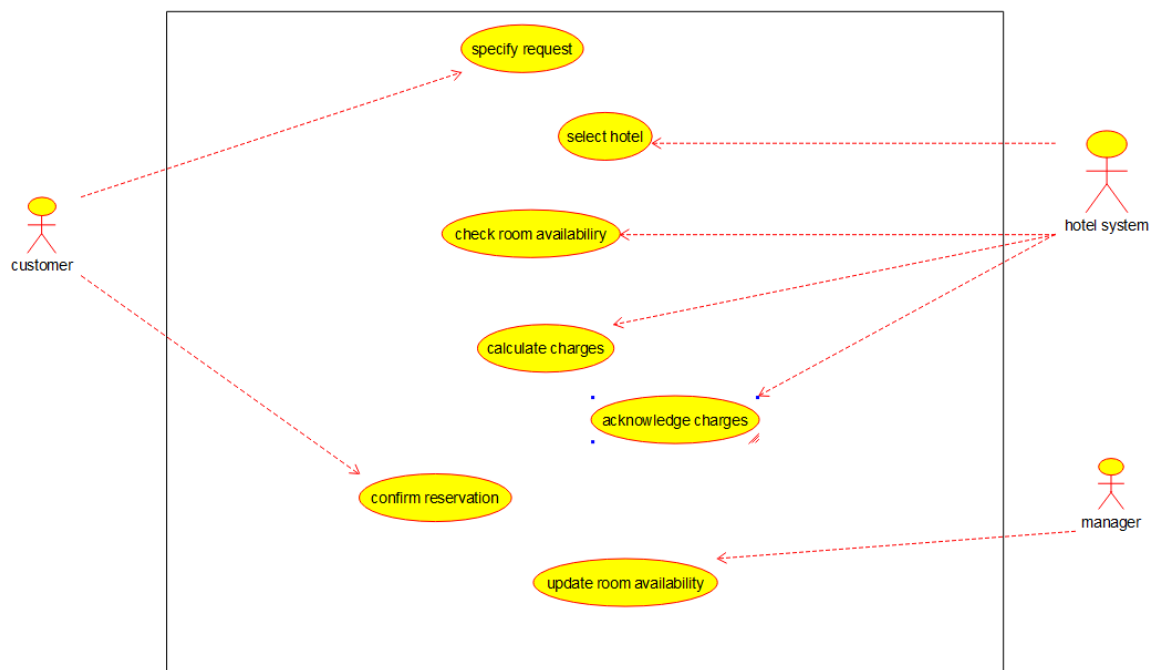 specify request
select hotel
hotel system
check room availabiliry
customer
calculate charges
acknowledge charges
confirm reservation
manager
update room availability